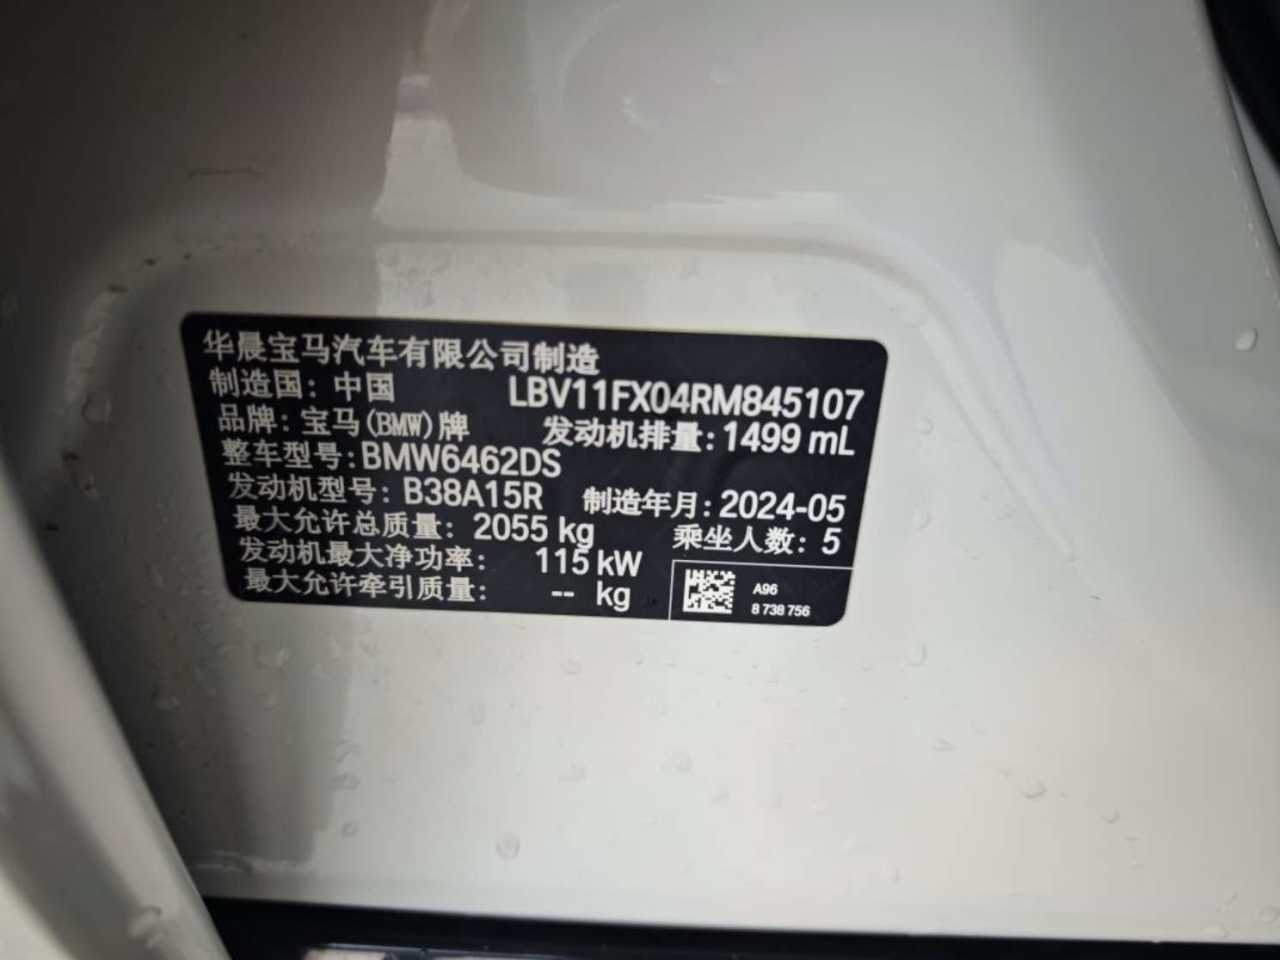 华晨宝马汽车有限公司制造
制造国：中国 LBV11FX04RM845107
品牌：宝马(BMW)牌 发动机排量：1499 mL
整车型号：BMW6462DS
发动机型号：B38A15R 制造年月：2024-05
最大允许总质量：2055 kg 乘坐人数：5
发动机最大净功率：115 kW
最大允许牵引质量：-- kg
A96
8 738 756